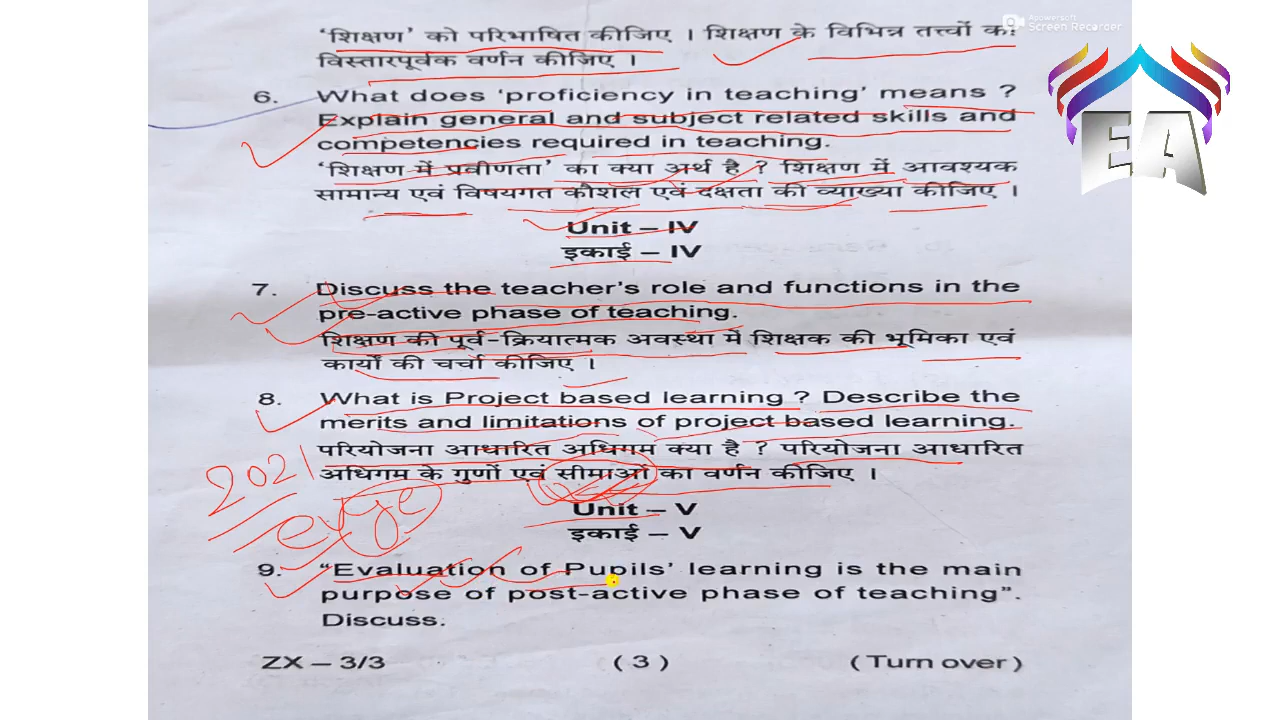 Apowersoft
Screen Recorder
'शिक्षण' को परिभाषित कीजिए । शिक्षण के विभिन्न तत्त्वों का
विस्तारपूर्वक वर्णन कीजिए ।
6. What does 'proficiency in teaching' means ?
Explain general and subject related skills and
competencies required in teaching.
'शिक्षण में प्रवीणता' का क्या अर्थ है ? शिक्षण में आवश्यक
सामान्य एवं विषयगत कौशल एवं दक्षता की व्याख्या कीजिए ।
Unit – IV
इकाई – IV
7. Discuss the teacher's role and functions in the
pre-active phase of teaching.
शिक्षण की पूर्व-क्रियात्मक अवस्था में शिक्षक की भूमिका एवं
कार्यों की चर्चा कीजिए ।
8. What is Project based learning ? Describe the
merits and limitations of project based learning.
परियोजना आधारित अधिगम क्या है ? परियोजना आधारित
अधिगम के गुणों एवं सीमाओं का वर्णन कीजिए ।
2021
Unit – V
इकाई – V
9. "Evaluation of Pupils' learning is the main
purpose of post-active phase of teaching".
Discuss.
ZX – 3/3 ( 3 ) ( Turn over )
EA